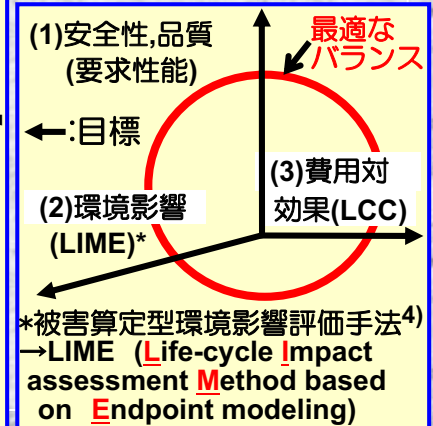 (1)安全性,品質
(要求性能)
最適な
バランス
←:目標
(2)環境影響
(LIME)*
(3)費用対
効果(LCC)
*被害算定型環境影響評価手法4)
→LIME (Life-cycle Impact
assessment Method based
on Endpoint modeling)